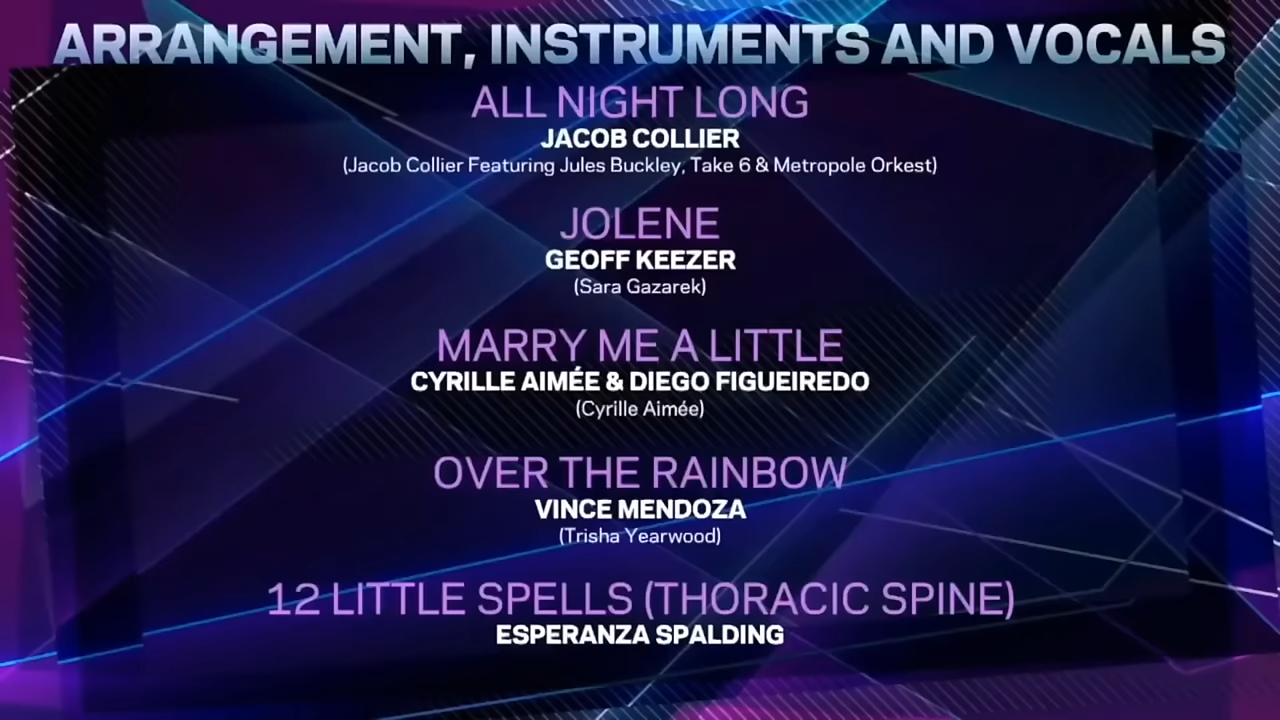 ARRANGEMENT, INSTRUMENTS AND VOCALS
ALL NIGHT LONG
JACOB COLLIER
(Jacob Collier Featuring Jules Buckley, Take 6 & Metropole Orkest)
JOLENE
GEOFF KEEZER
(Sara Gazarek)
MARRY ME A LITTLE
CYRILLE AIMÉE & DIEGO FIGUEIREDO
(Cyrille Aimée)
OVER THE RAINBOW
VINCE MENDOZA
(Trisha Yearwood)
12 LITTLE SPELLS (THORACIC SPINE)
ESPERANZA SPALDING